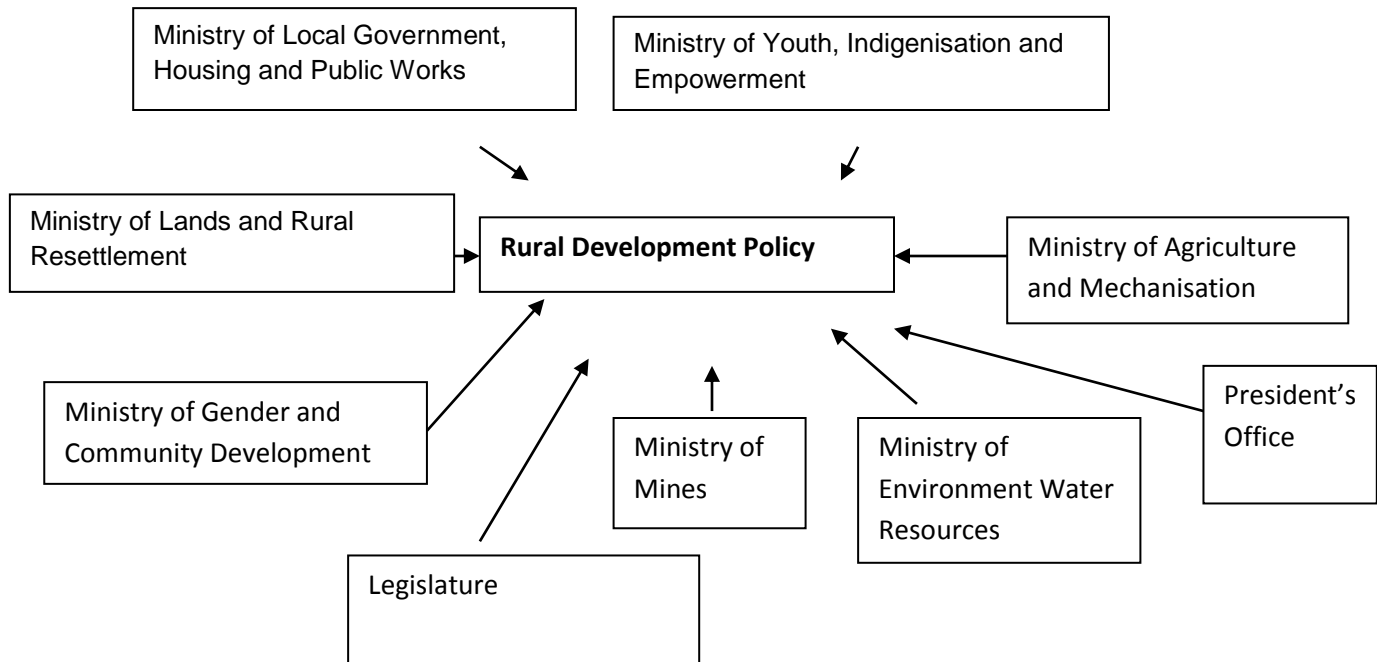 Ministry of Local Government,
Housing and Public Works
Ministry of Youth, Indigenisation and
Empowerment
Ministry of Lands and Rural
Resettlement
Rural Development Policy
Ministry of Agriculture
and Mechanisation
Ministry of Gender and
Community Development
Ministry of
Mines
Ministry of
Environment Water
Resources
President’s
Office
Legislature